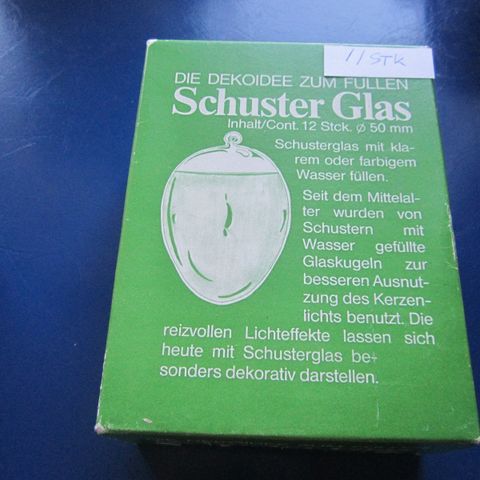 11 STK
DIE DEKOIDEE ZUM FÜLLEN
Schuster Glas
Inhalt/Cont. 12 Stck. ø 50 mm
Schusterglas mit kla-
rem oder farbigem
Wasser füllen.
Seit dem Mittelal-
ter wurden von
Schustern mit
Wasser gefüllte
Glaskugeln zur
besseren Ausnut-
zung des Kerzen-
lichts benutzt. Die
reizvollen Lichteffekte lassen sich
heute mit Schusterglas be-
sonders dekorativ darstellen.